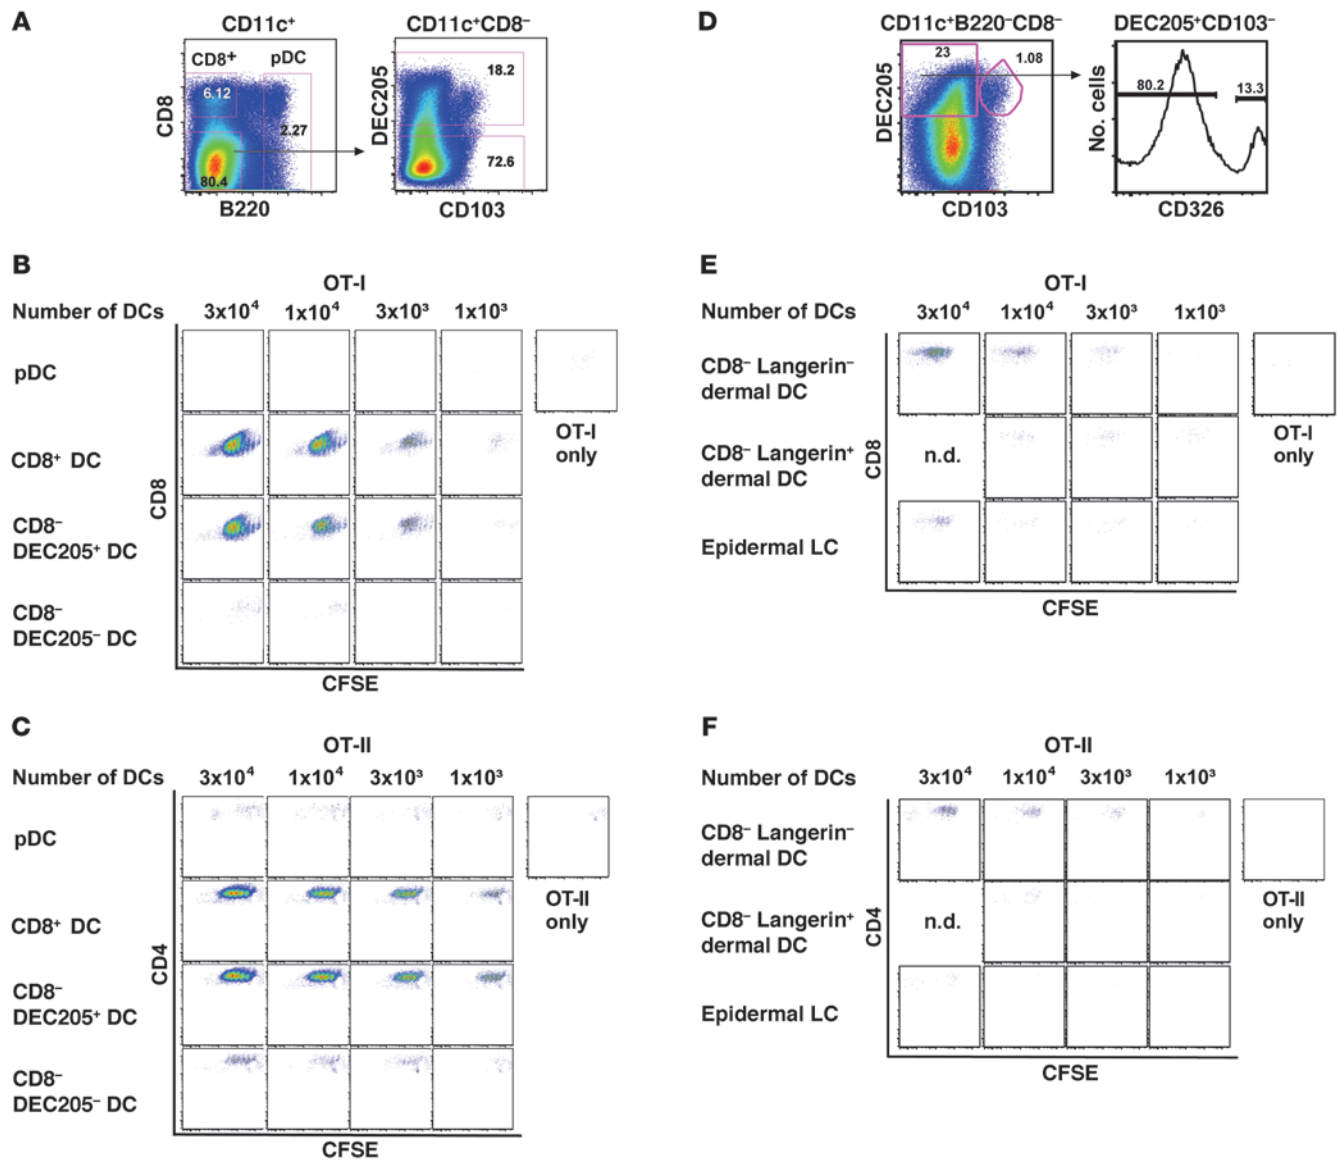 A
CD11c⁺
CD11c⁺CD8⁻
CD8⁺
pDC
6.12
2.27
80.4
CD8
B220
18.2
72.6
DEC205
CD103
B
OT-I
Number of DCs
3x10⁴
1x10⁴
3x10³
1x10³
pDC
CD8⁺ DC
CD8⁻
DEC205⁺ DC
CD8⁻
DEC205⁻ DC
CD8
CFSE
OT-I
only
C
OT-II
Number of DCs
3x10⁴
1x10⁴
3x10³
1x10³
pDC
CD8⁺ DC
CD8⁻
DEC205⁺ DC
CD8⁻
DEC205⁻ DC
CD4
CFSE
OT-II
only
D
CD11c⁺B220⁻CD8⁻
DEC205⁺CD103⁻
23
1.08
DEC205
CD103
80.2
13.3
No. cells
CD326
E
OT-I
Number of DCs
3x10⁴
1x10⁴
3x10³
1x10³
CD8⁻ Langerin⁻
dermal DC
CD8⁻ Langerin⁺
dermal DC
n.d.
Epidermal LC
CD8
CFSE
OT-I
only
F
OT-II
Number of DCs
3x10⁴
1x10⁴
3x10³
1x10³
CD8⁻ Langerin⁻
dermal DC
CD8⁻ Langerin⁺
dermal DC
n.d.
Epidermal LC
CD4
CFSE
OT-II
only